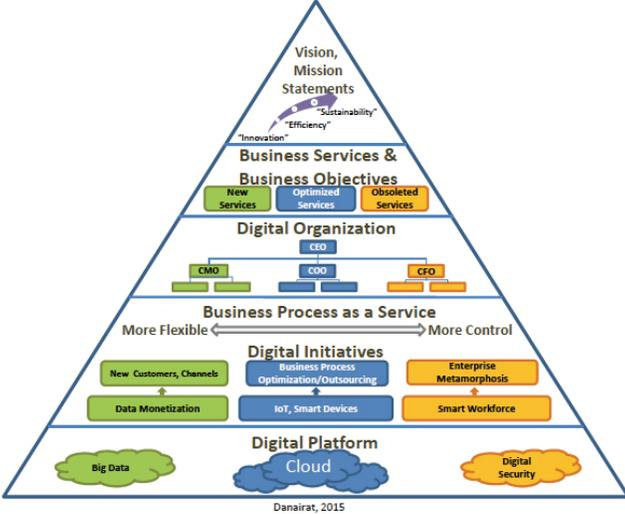 Vision,
Mission
Statements
"Sustainability"
"Efficiency"
"Innovation"
Business Services &
Business Objectives
New
Services
Optimized
Services
Obsoleted
Services
Digital Organization
CEO
CMO
COO
CFO
Business Process as a Service
More Flexible
More Control
Digital Initiatives
New Customers, Channels
Business Process
Optimization/Outsourcing
Enterprise
Metamorphosis
Data Monetization
IoT, Smart Devices
Smart Workforce
Digital Platform
Big Data
Cloud
Digital
Security
Danairat, 2015